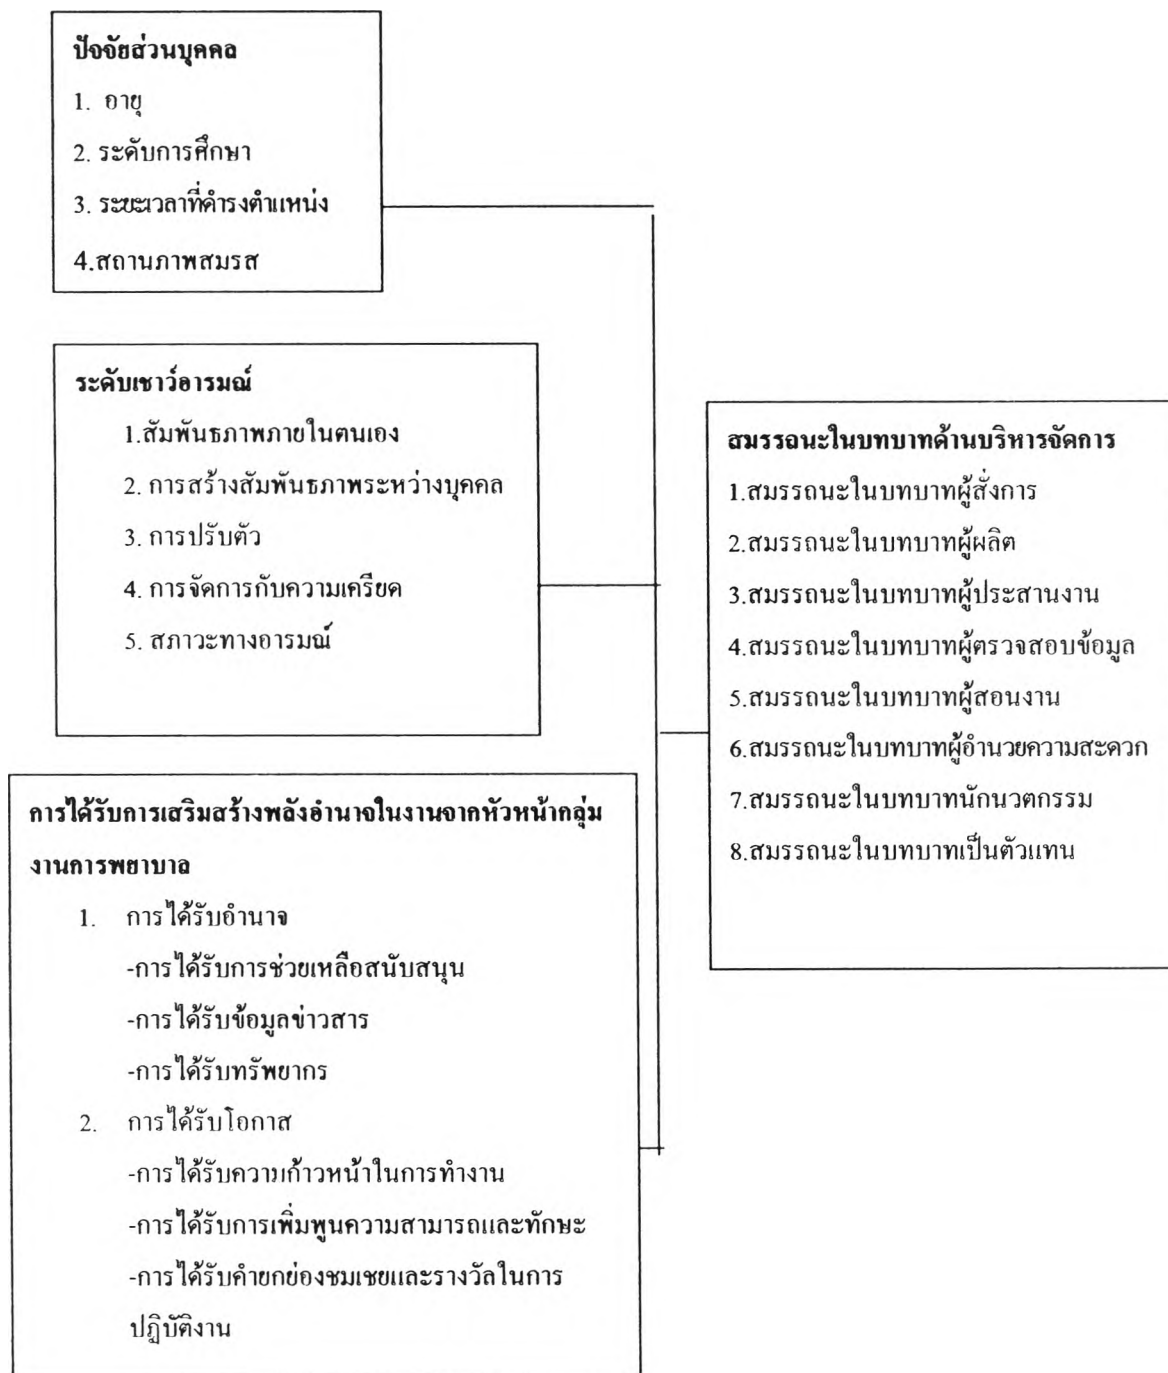 ปัจจัยส่วนบุคคล
1. อายุ
2. ระดับการศึกษา
3. ระยะเวลาที่ดำรงตำแหน่ง
4.สถานภาพสมรส
ระดับเชาว์อารมณ์
1.สัมพันธภาพภายในตนเอง
2. การสร้างสัมพันธภาพระหว่างบุคคล
3. การปรับตัว
4. การจัดการกับความเครียด
5. สภาวะทางอารมณ์
การได้รับการเสริมสร้างพลังอำนาจในงานจากหัวหน้ากลุ่ม
งานการพยาบาล
1. การได้รับอำนาจ
-การได้รับการช่วยเหลือสนับสนุน
-การได้รับข้อมูลข่าวสาร
-การได้รับทรัพยากร
2. การได้รับโอกาส
-การได้รับความก้าวหน้าในการทำงาน
-การได้รับการเพิ่มพูนความสามารถและทักษะ
-การได้รับคำยกย่องชมเชยและรางวัลในการ
ปฏิบัติงาน
สมรรถนะในบทบาทด้านบริหารจัดการ
1.สมรรถนะในบทบาทผู้สั่งการ
2.สมรรถนะในบทบาทผู้ผลิต
3.สมรรถนะในบทบาทผู้ประสานงาน
4.สมรรถนะในบทบาทผู้ตรวจสอบข้อมูล
5.สมรรถนะในบทบาทผู้สอนงาน
6.สมรรถนะในบทบาทผู้อำนวยความสะดวก
7.สมรรถนะในบทบาทนักนวตกรรม
8.สมรรถนะในบทบาทเป็นตัวแทน